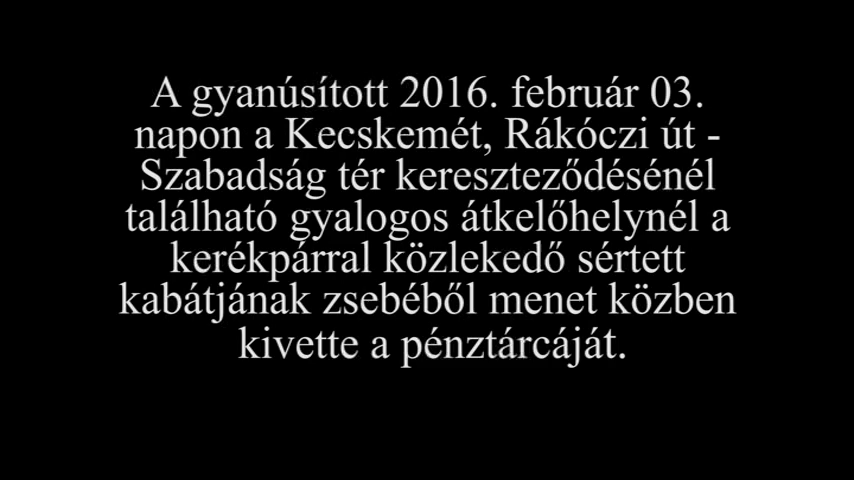 A gyanúsított 2016. február 03.
napon a Kecskemét, Rákóczi út -
Szabadság tér kereszteződésénél
található gyalogos átkelőhelynél a
kerékpárral közlekedő sértett
kabátjának zsebéből menet közben
kivette a pénztárcáját.